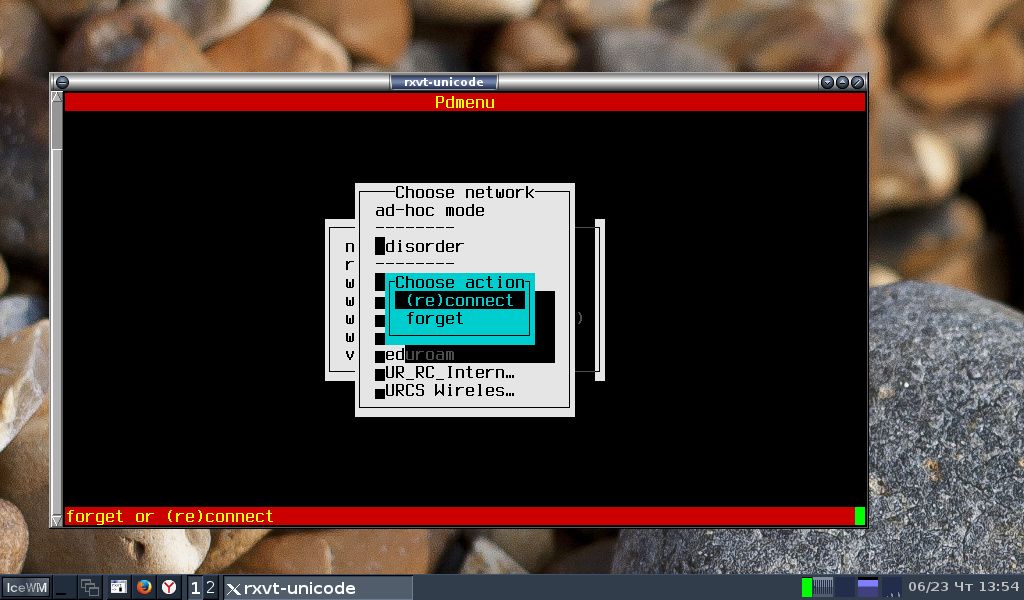 rxvt-unicode
Pdmenu
Choose network
ad-hoc mode
--------
n disorder
r --------
w Choose action
w (re)connect
w forget )
w
v eduroam
UR_RC_Intern…
URCS Wireles…
forget or (re)connect
IceWM 1 2 rxvt-unicode 06/23 Чт 13:54